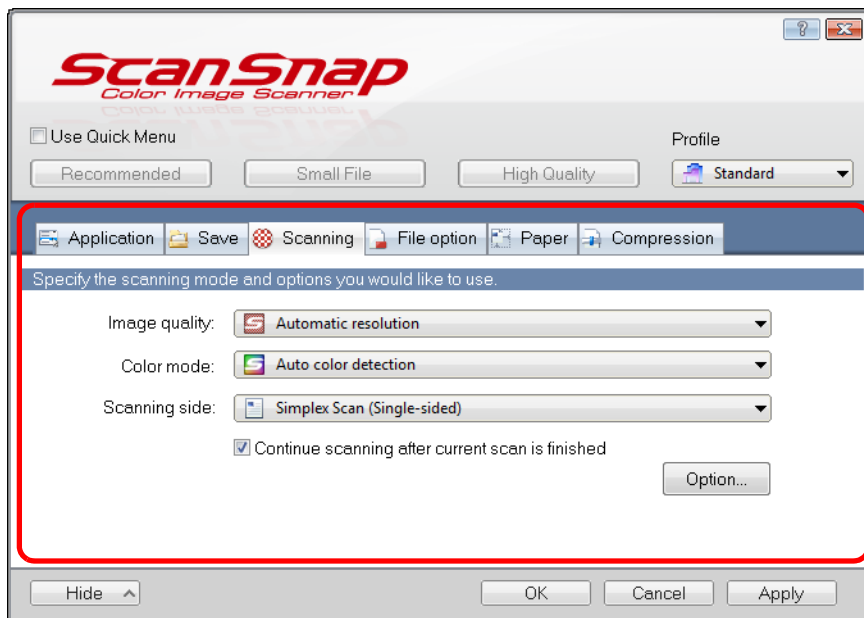 ScanSnap
Color Image Scanner
Use Quick Menu
Profile
Recommended Small File High Quality Standard
Application Save Scanning File option Paper Compression
Specify the scanning mode and options you would like to use.
Image quality: Automatic resolution
Color mode: Auto color detection
Scanning side: Simplex Scan (Single-sided)
Continue scanning after current scan is finished
Option...
Hide OK Cancel Apply